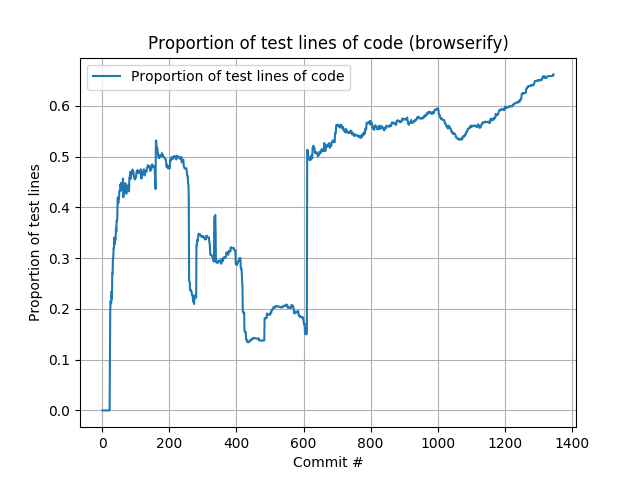 Proportion of test lines of code (browserify)
Proportion of test lines of code
Proportion of test lines
0.6
0.5
0.4
0.3
0.2
0.1
0.0
0 200 400 600 800 1000 1200 1400
Commit #